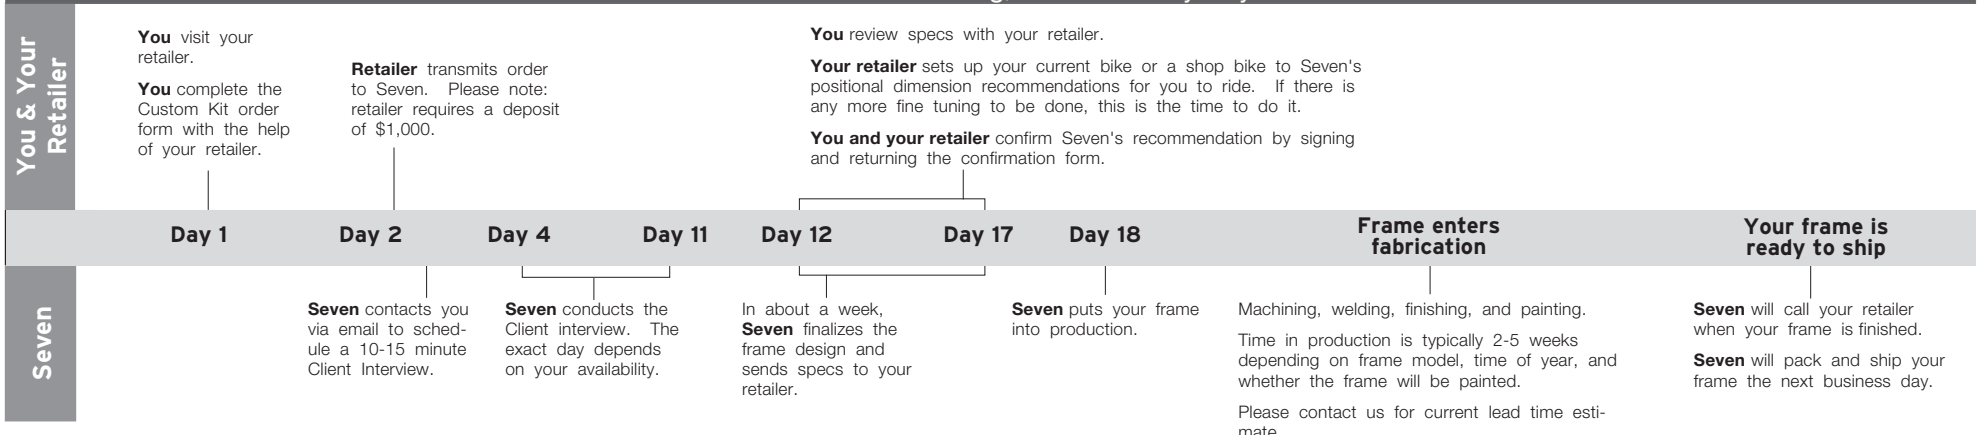 You & Your
Retailer
You visit your
retailer.
You complete the
Custom Kit order
form with the help
of your retailer.
Retailer transmits order
to Seven. Please note:
retailer requires a deposit
of $1,000.
You review specs with your retailer.
Your retailer sets up your current bike or a shop bike to Seven's
positional dimension recommendations for you to ride. If there is
any more fine tuning to be done, this is the time to do it.
You and your retailer confirm Seven's recommendation by signing
and returning the confirmation form.
Day 1
Day 2
Day 4
Day 11
Day 12
Day 17
Day 18
Frame enters
fabrication
Your frame is
ready to ship
Seven
Seven contacts you
via email to sched-
ule a 10-15 minute
Client Interview.
Seven conducts the
Client interview. The
exact day depends
on your availability.
In about a week,
Seven finalizes the
frame design and
sends specs to your
retailer.
Seven puts your frame
into production.
Machining, welding, finishing, and painting.
Time in production is typically 2-5 weeks
depending on frame model, time of year, and
whether the frame will be painted.
Please contact us for current lead time esti-
mate
Seven will call your retailer
when your frame is finished.
Seven will pack and ship your
frame the next business day.